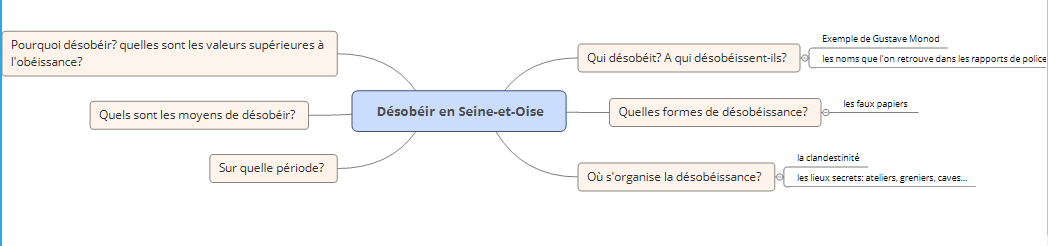 Pourquoi désobéir? quelles sont les valeurs supérieures à
l'obéissance?
Quels sont les moyens de désobéir?
Sur quelle période?
Désobéir en Seine-et-Oise
Qui désobéit? A qui désobéissent-ils?
Exemple de Gustave Monod
les noms que l'on retrouve dans les rapports de police
Quelles formes de désobéissance?
les faux papiers
Où s'organise la désobéissance?
la clandestinité
les lieux secrets: ateliers, greniers, caves...